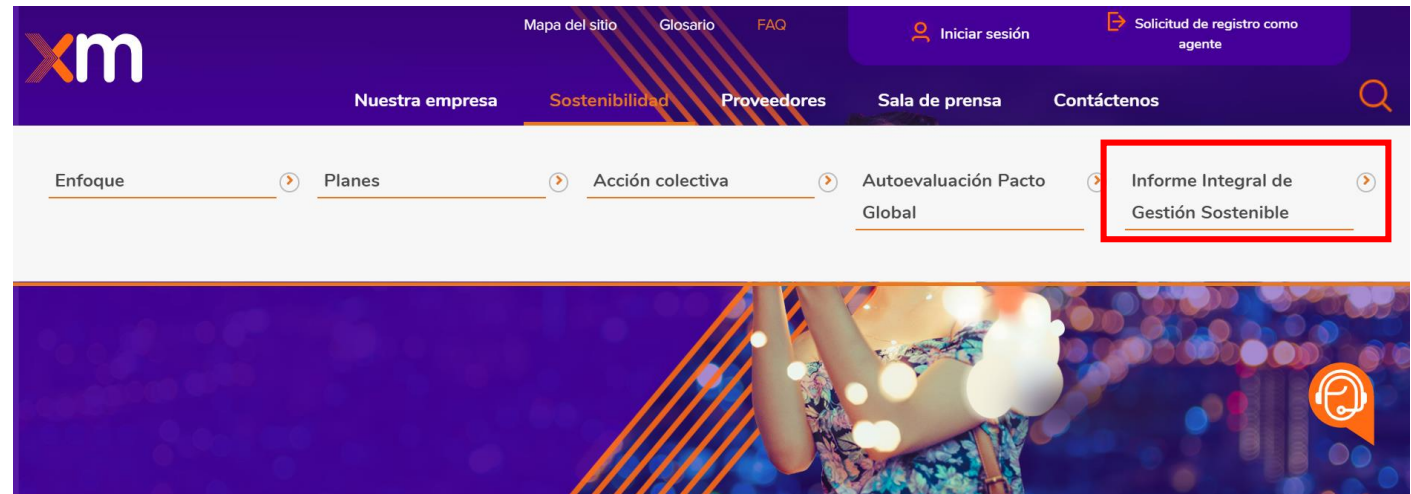 xm
Mapa del sitio Glosario FAQ
Iniciar sesión
Solicitud de registro como
agente
Nuestra empresa Sostenibilidad Proveedores Sala de prensa Contáctenos
Enfoque
Planes
Acción colectiva
Autoevaluación Pacto
Global
Informe Integral de
Gestión Sostenible